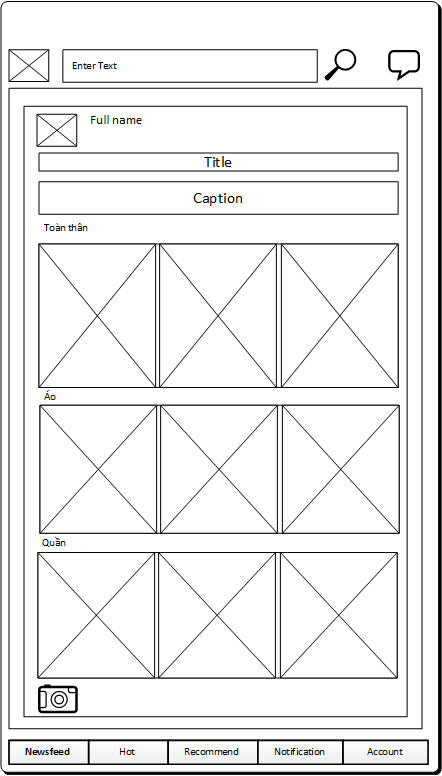 Enter Text
Full name
Title
Caption
Toàn thân
Áo
Quần
Newsfeed
Hot
Recommend
Notification
Account